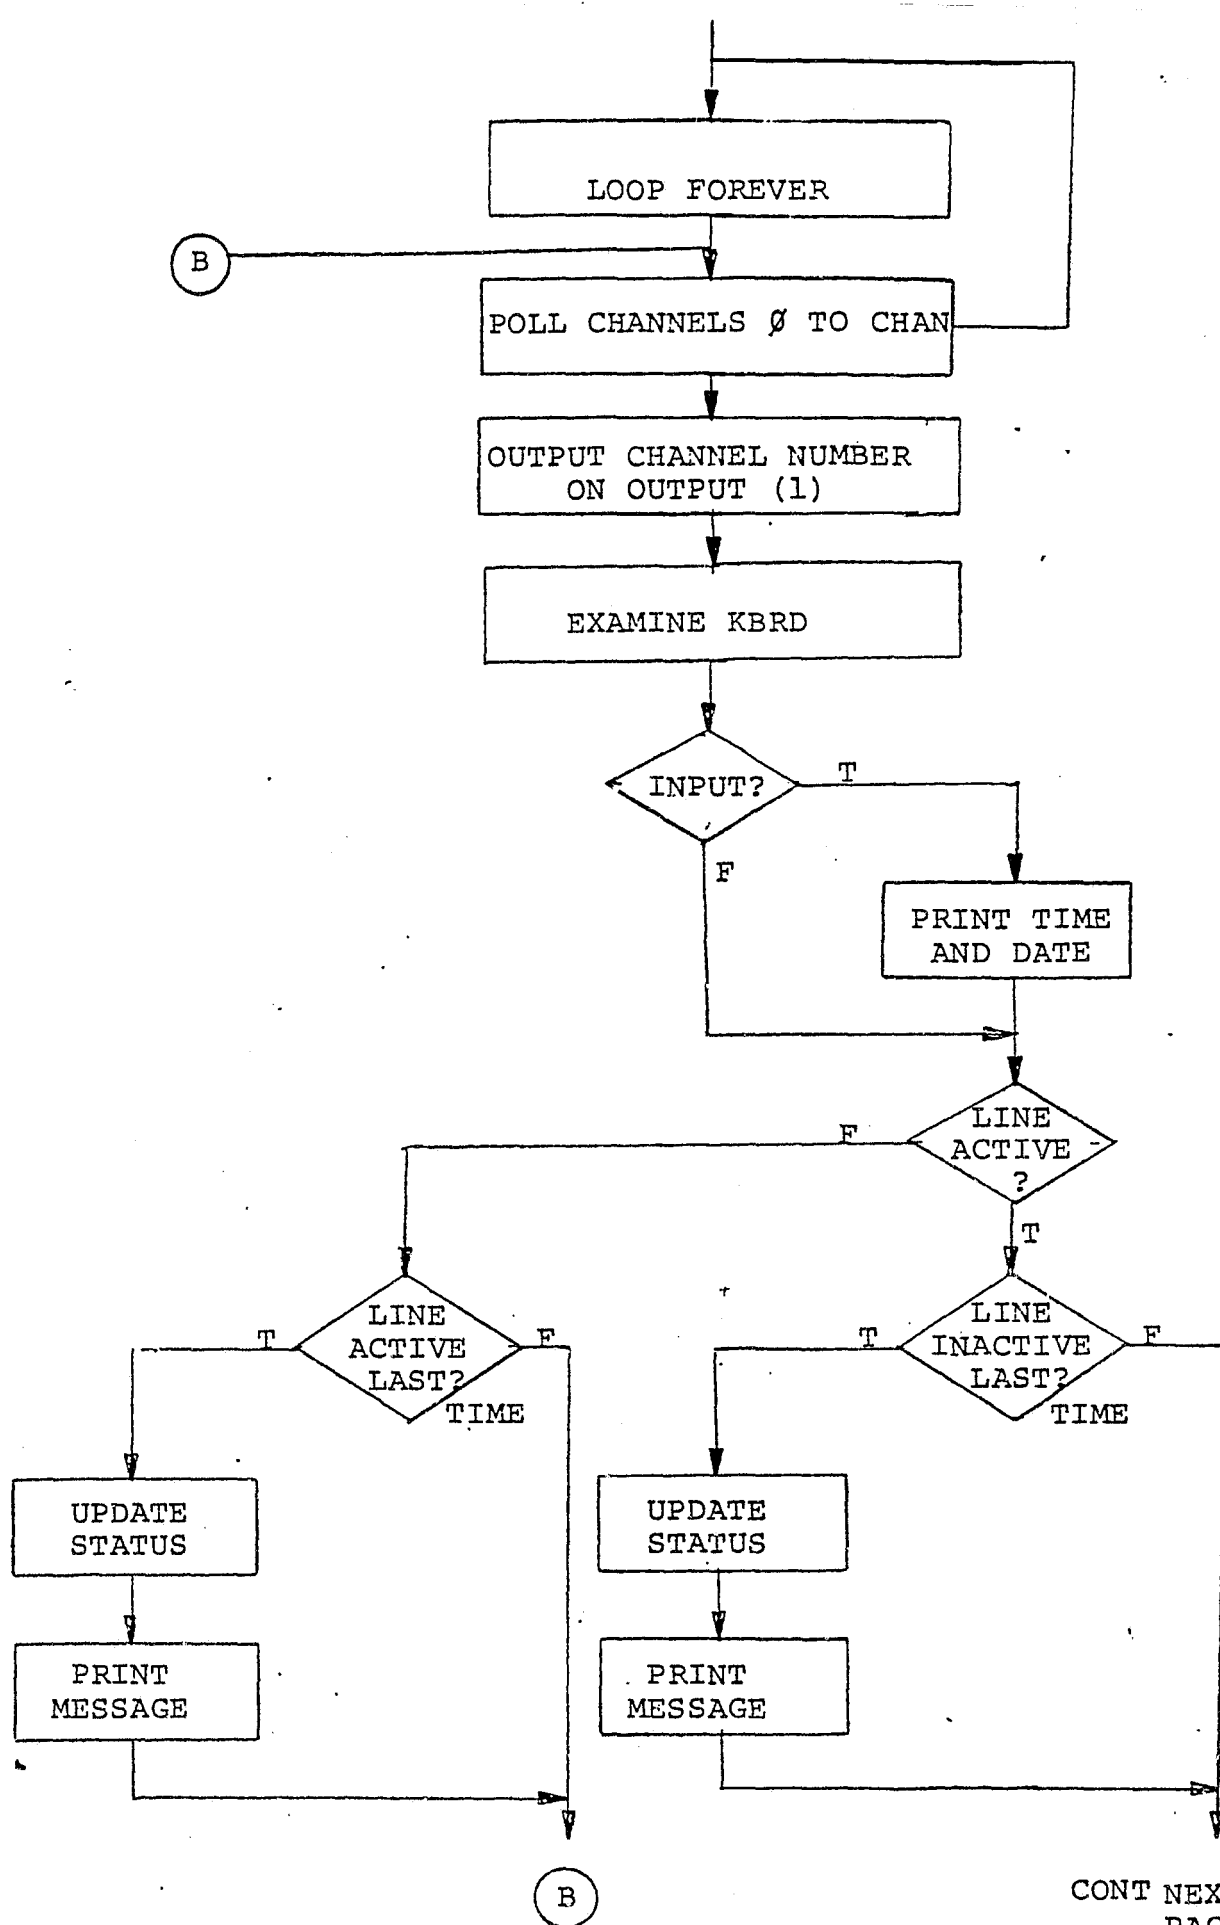 LOOP FOREVER
B
POLL CHANNELS Ø TO CHAN
OUTPUT CHANNEL NUMBER
ON OUTPUT (1)
EXAMINE KBRD
INPUT?
T
F
PRINT TIME
AND DATE
LINE
ACTIVE
?
F
T
LINE
ACTIVE
LAST?
TIME
T
F
LINE
INACTIVE
LAST?
TIME
T
F
UPDATE
STATUS
UPDATE
STATUS
PRINT
MESSAGE
PRINT
MESSAGE
B
CONT